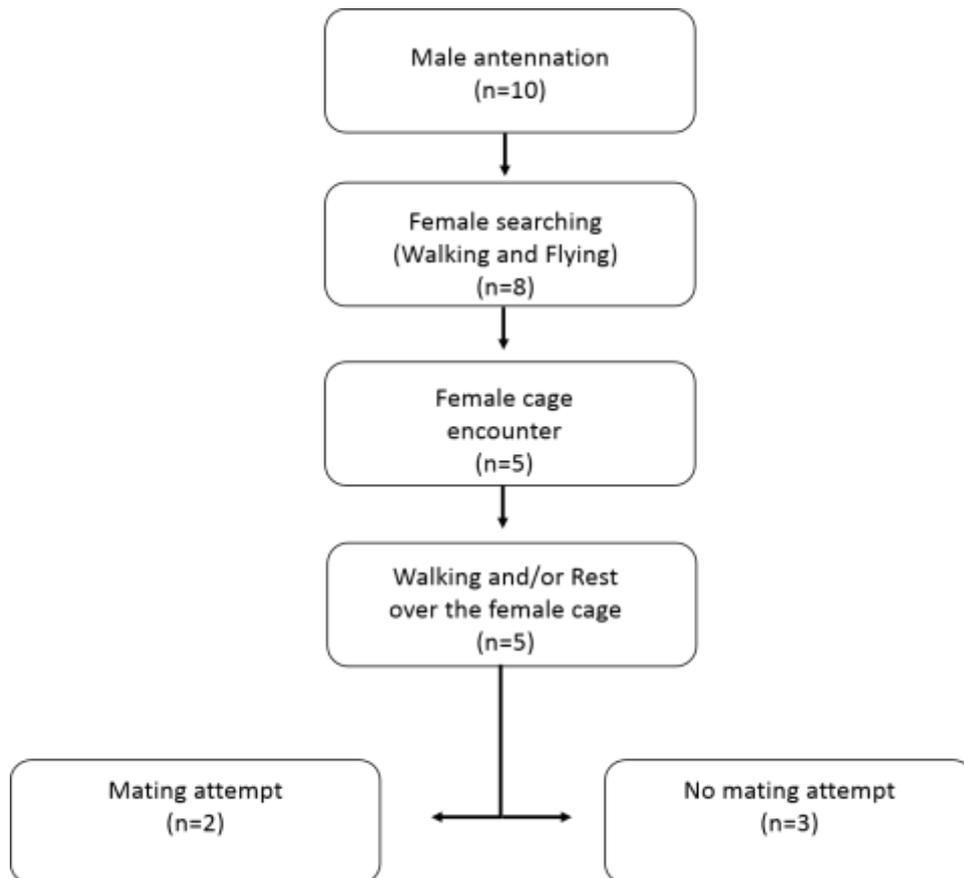 Male antennation
(n=10)
Female searching
(Walking and Flying)
(n=8)
Female cage
encounter
(n=5)
Walking and/or Rest
over the female cage
(n=5)
Mating attempt
(n=2)
No mating attempt
(n=3)